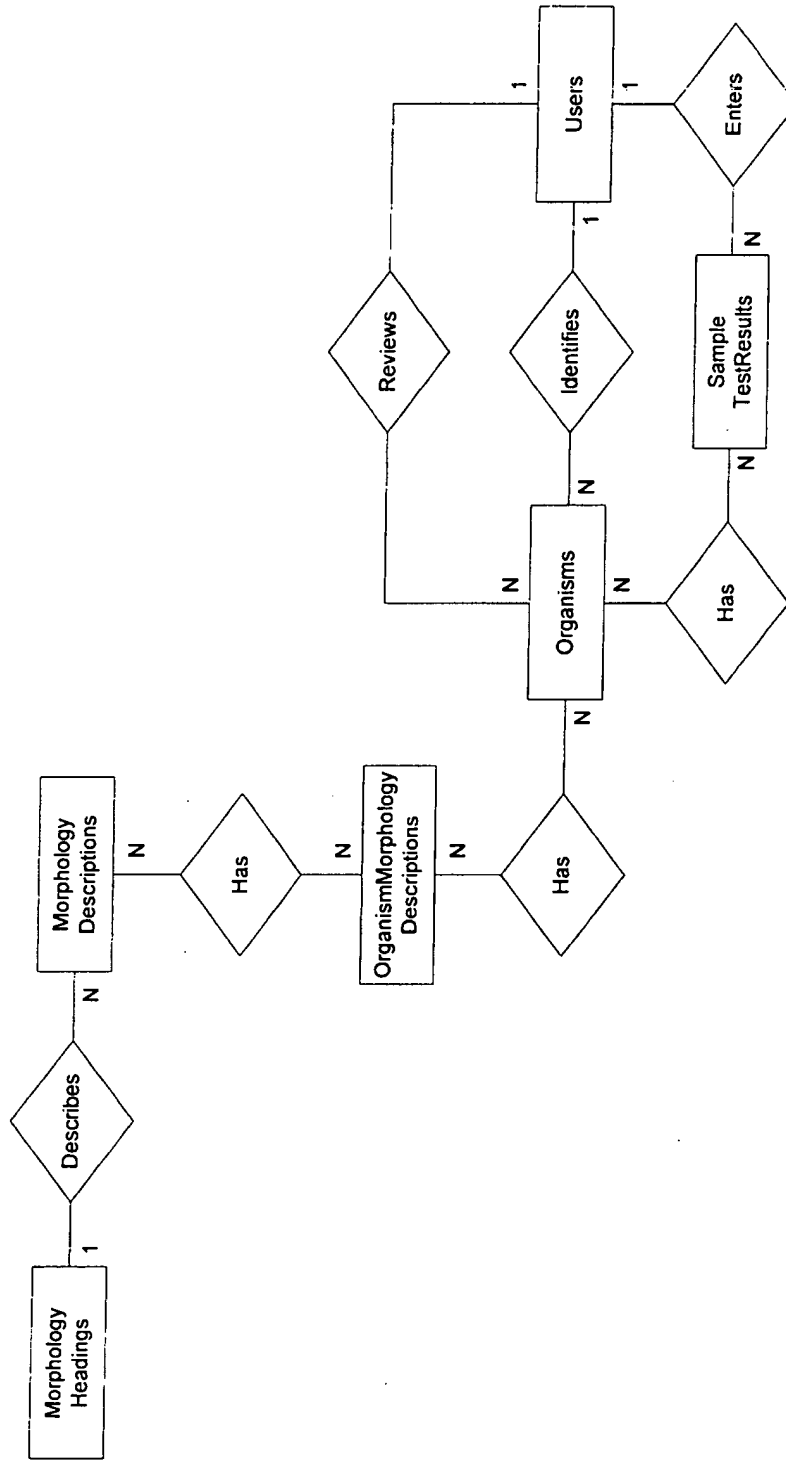 Morphology
Headings
1
Describes
N
Morphology
Descriptions
N
Has
N
OrganismMorphology
Descriptions
N
Has
N
Organisms
N
N
N
Reviews
1
Identifies
1
Users
1
Has
N
Sample
TestResults
N
Enters